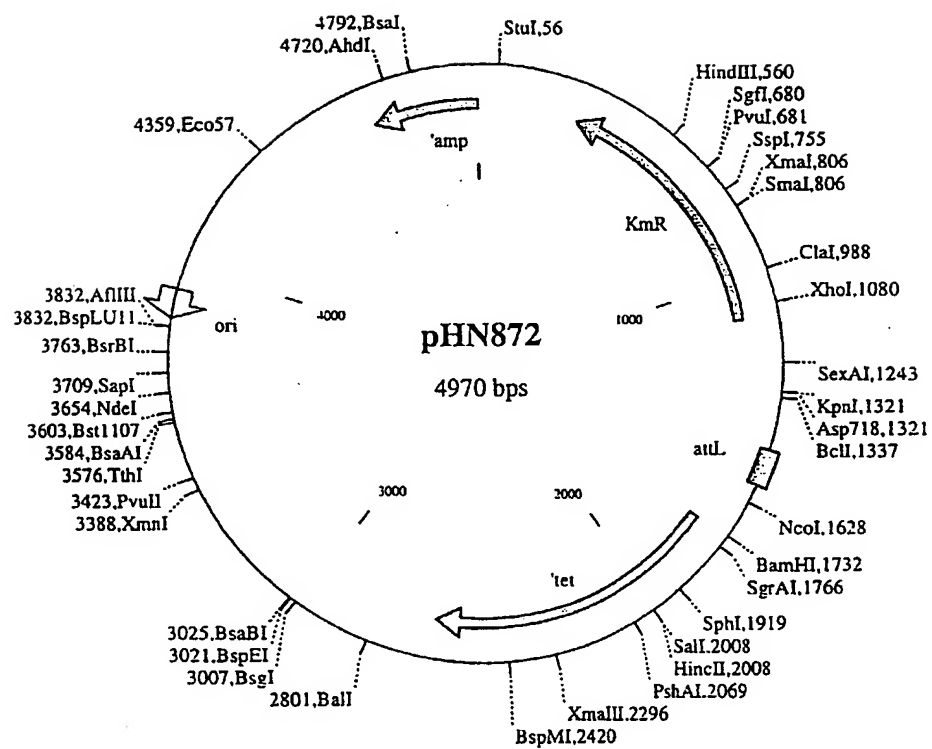 4792,BsaI
4720,AhdI
StuI,56
HindIII,560
SgfI,680
PvuI,681
SspI,755
XmaI,806
SmaI,806
4359,Eco57
'amp
KmR
ClaI,988
XhoI,1080
3832,AflIII
3832,BspLU11
3763,BsrBI
3709,SapI
3654,NdeI
3603,Bst1107
3584,BsaAI
3576,TthI
3423,PvuII
3388,XmnI
ori
4000
1000
pHN872
4970 bps
SexAI,1243
KpnI,1321
Asp718,1321
BclI,1337
attL
3000
2000
NcoI,1628
BamHI,1732
SgrAI,1766
'tet
SphI,1919
SalI,2008
HincII,2008
PshAI,2069
3025,BsaBI
3021,BspEI
3007,BsgI
2801,BalI
XmaIII.2296
BspMI,2420